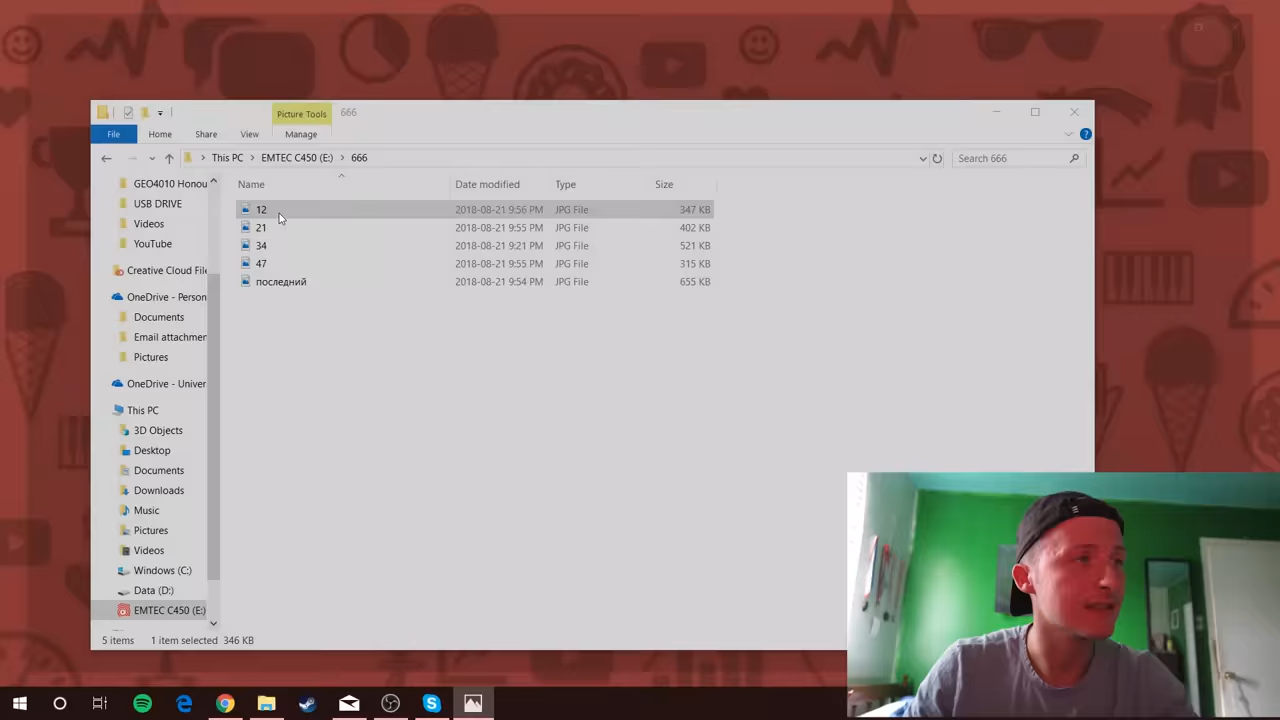 Picture Tools
666
File
Home
Share
View
Manage
This PC
EMTEC C450 (E:)
666
Search 666
Name
Date modified
Type
Size
12
2018-08-21 9:56 PM
JPG File
347 KB
21
2018-08-21 9:55 PM
JPG File
402 KB
34
2018-08-21 9:21 PM
JPG File
521 KB
47
2018-08-21 9:55 PM
JPG File
315 KB
последний
2018-08-21 9:54 PM
JPG File
655 KB
GEO4010 Honou
USB DRIVE
Videos
YouTube
Creative Cloud File
OneDrive - Person
Documents
Email attachmen
Pictures
OneDrive - Univer
This PC
3D Objects
Desktop
Documents
Downloads
Music
Pictures
Videos
Windows (C:)
Data (D:)
EMTEC C450 (E:)
5 items
1 item selected 346 KB